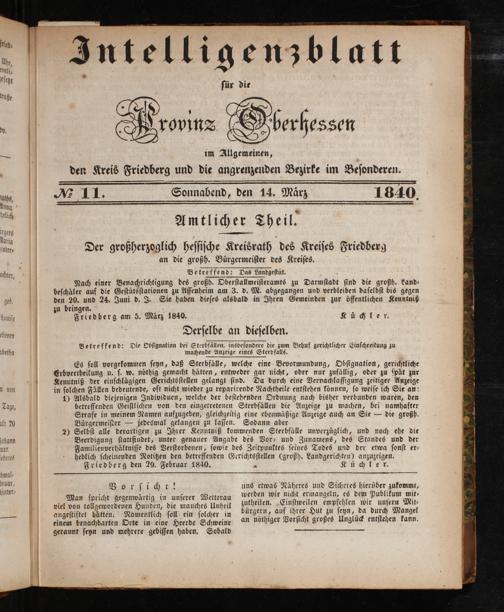 Intelligenzblatt
für die
Provinz Oberhessen
im Allgemeinen,
den Kreis Friedberg und die angrenzenden Bezirke im Besonderen.
№ 11. Sonnabend, den 14. März 1840.
Amtlicher Theil.
Der großherzoglich hessische Kreisrath des Kreises Friedberg
an die großh. Bürgermeister des Kreises.
Betreffend: Das Landgestüt.
Nach einer Benachrichtigung des großh. Oberstallmeisteramts zu Darmstadt sind die großh. Land-
beschäler auf die Gestütsstationen zu Assenheim am 3. d. M. abgegangen und verbleiben daselbst bis gegen
den 20. und 24. Juni d. J. Sie haben dieses alsbald in Ihren Gemeinden zur öffentlichen Kenntniß
zu bringen.
Friedberg am 5. März 1840. Küchler.
Derselbe an dieselben.
Betreffend: Die Obsignation bei Sterbfällen, insbesondere die zum Behuf gerichtlicher Einschreitung zu
machende Anzeige eines Sterbfalls.
Es soll vorgekommen seyn, daß Sterbfälle, welche eine Bevormundung, Obsignation, gerichtliche
Erbvertheilung u. s. w. nöthig gemacht hätten, entweder gar nicht, oder nur zufällig, oder zu spät zur
Kenntniß der einschlägigen Gerichtsstellen gelangt sind. Da durch eine Vernachlässigung zeitiger Anzeige
in solchen Fällen bedeutende, oft nicht wieder zu reparirende Nachtheile entstehen können, so weise ich Sie an:
1) Alsbald diejenigen Individuen, welche der bestehenden Ordnung nach bisher verbunden waren, den
betreffenden Gerichtsstellen von den eingetretenen Sterbfällen die Anzeige zu machen, bei namhafter
Strafe in meinem Namen aufzugeben, gleichzeitig eine ebenmäßige Anzeige auch an Sie — die großh.
Bürgermeister — jedesmal gelangen zu lassen. Sodann aber
2) Selbst alle derartigen zu Ihrer Kenntniß kommenden Sterbfälle unverzüglich, und noch ehe die
Beerdigung stattfindet, unter genauer Angabe des Vor- und Zunamens, des Standes und der
Familienverhältnisse des Verstorbenen, sowie des Zeitpunktes seines Todes und der etwa sonst er-
heblich scheinenden Notizen den betreffenden Gerichtsstellen (großh. Landgerichten) anzuzeigen.
Friedberg den 29. Februar 1840. Küchler.
Vorsicht!
Man spricht gegenwärtig in unserer Wetterau
viel von tollgewordenen Hunden, die manches Unheil
angestiftet hätten. Namentlich soll ein solcher in
einem benachbarten Orte in eine Heerde Schweine
gerannt seyn und mehrere gebissen haben. Sobald
uns etwas Näheres und Sicheres hierüber zukommt,
werden wir nicht ermangeln, es dem Publikum mit-
zutheilen. Einstweilen empfehlen wir unsern Mit-
bürgern, auf ihrer Hut zu seyn, da durch Mangel
an nöthiger Vorsicht großes Unglück entstehen kann.